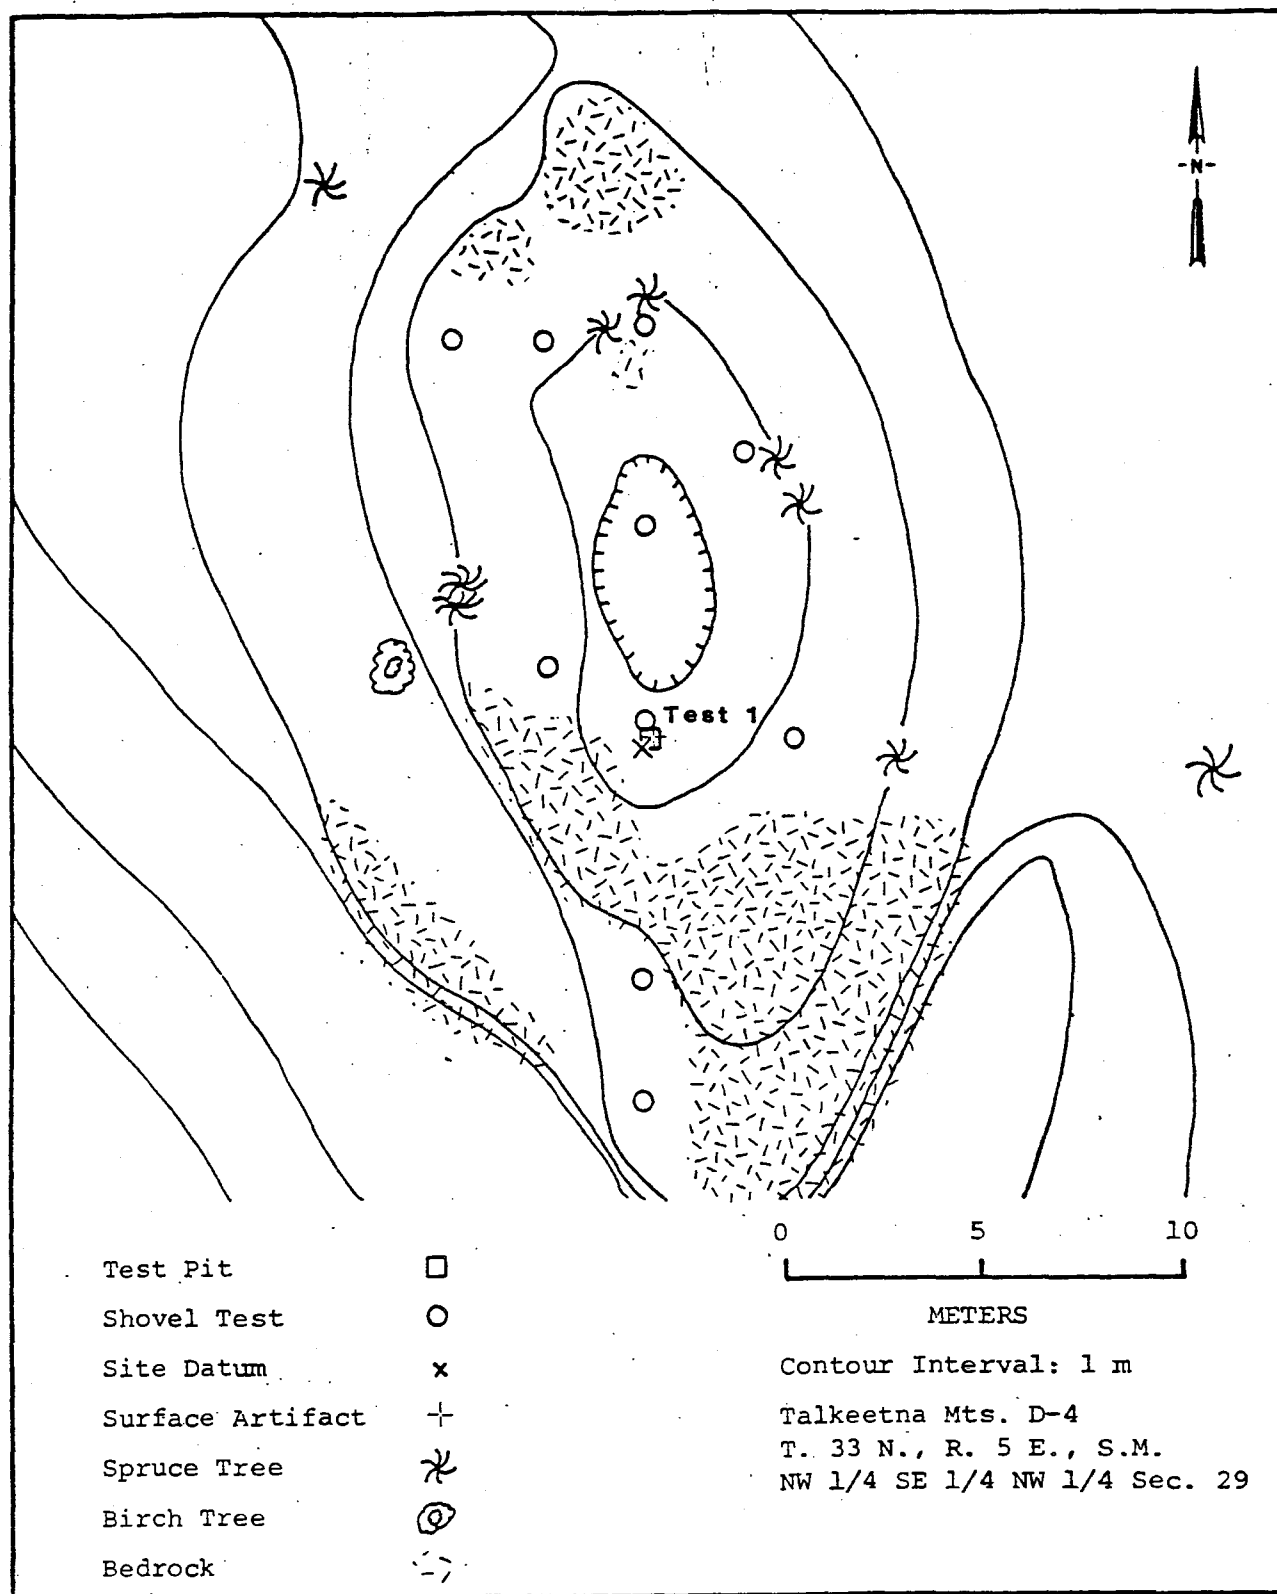 -N-
Test 1
0 5 10
METERS
Contour Interval: 1 m
Talkeetna Mts. D-4
T. 33 N., R. 5 E., S.M.
NW 1/4 SE 1/4 NW 1/4 Sec. 29
Test Pit
Shovel Test
Site Datum
Surface Artifact
Spruce Tree
Birch Tree
Bedrock